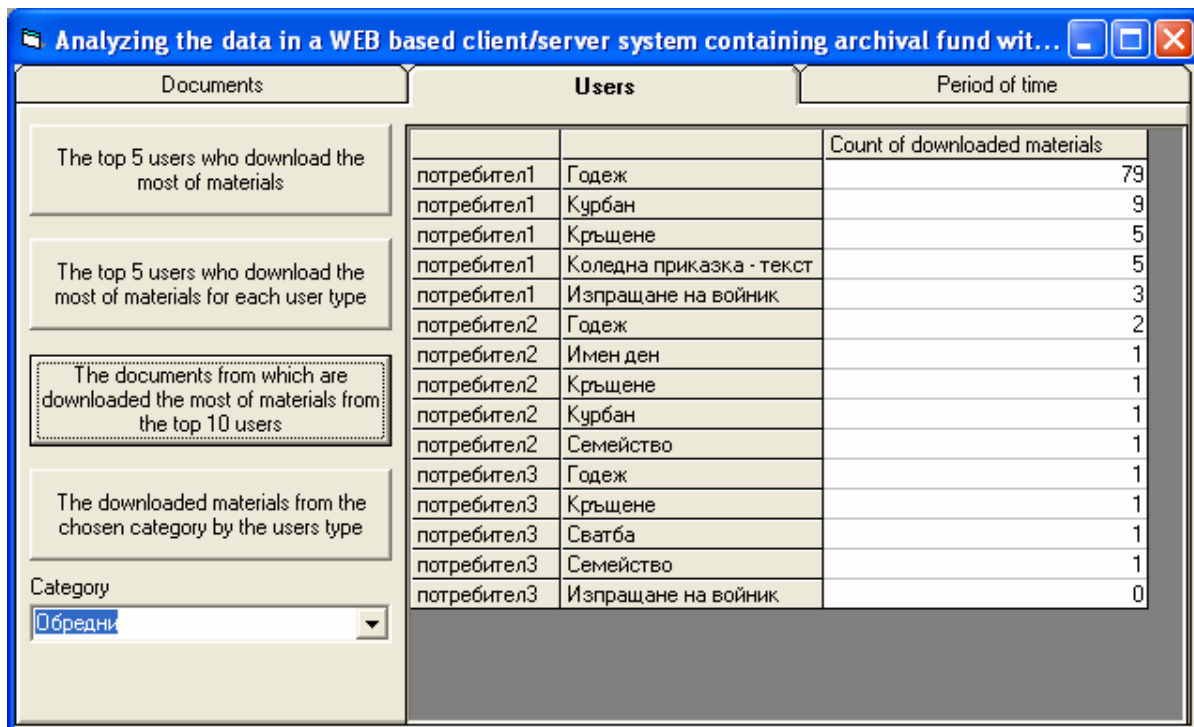 Analyzing the data in a WEB based client/server system containing archival fund wit...
Documents
Users
Period of time
The top 5 users who download the
most of materials
The top 5 users who download the
most of materials for each user type
The documents from which are
downloaded the most of materials from
the top 10 users
The downloaded materials from the
chosen category by the users type
Category
Обредни
Count of downloaded materials
потребител1 Годеж 79
потребител1 Курбан 9
потребител1 Кръщене 5
потребител1 Коледна приказка - текст 5
потребител1 Изпращане на войник 3
потребител2 Годеж 2
потребител2 Имен ден 1
потребител2 Кръщене 1
потребител2 Курбан 1
потребител2 Семейство 1
потребител3 Годеж 1
потребител3 Кръщене 1
потребител3 Сватба 1
потребител3 Семейство 1
потребител3 Изпращане на войник 0